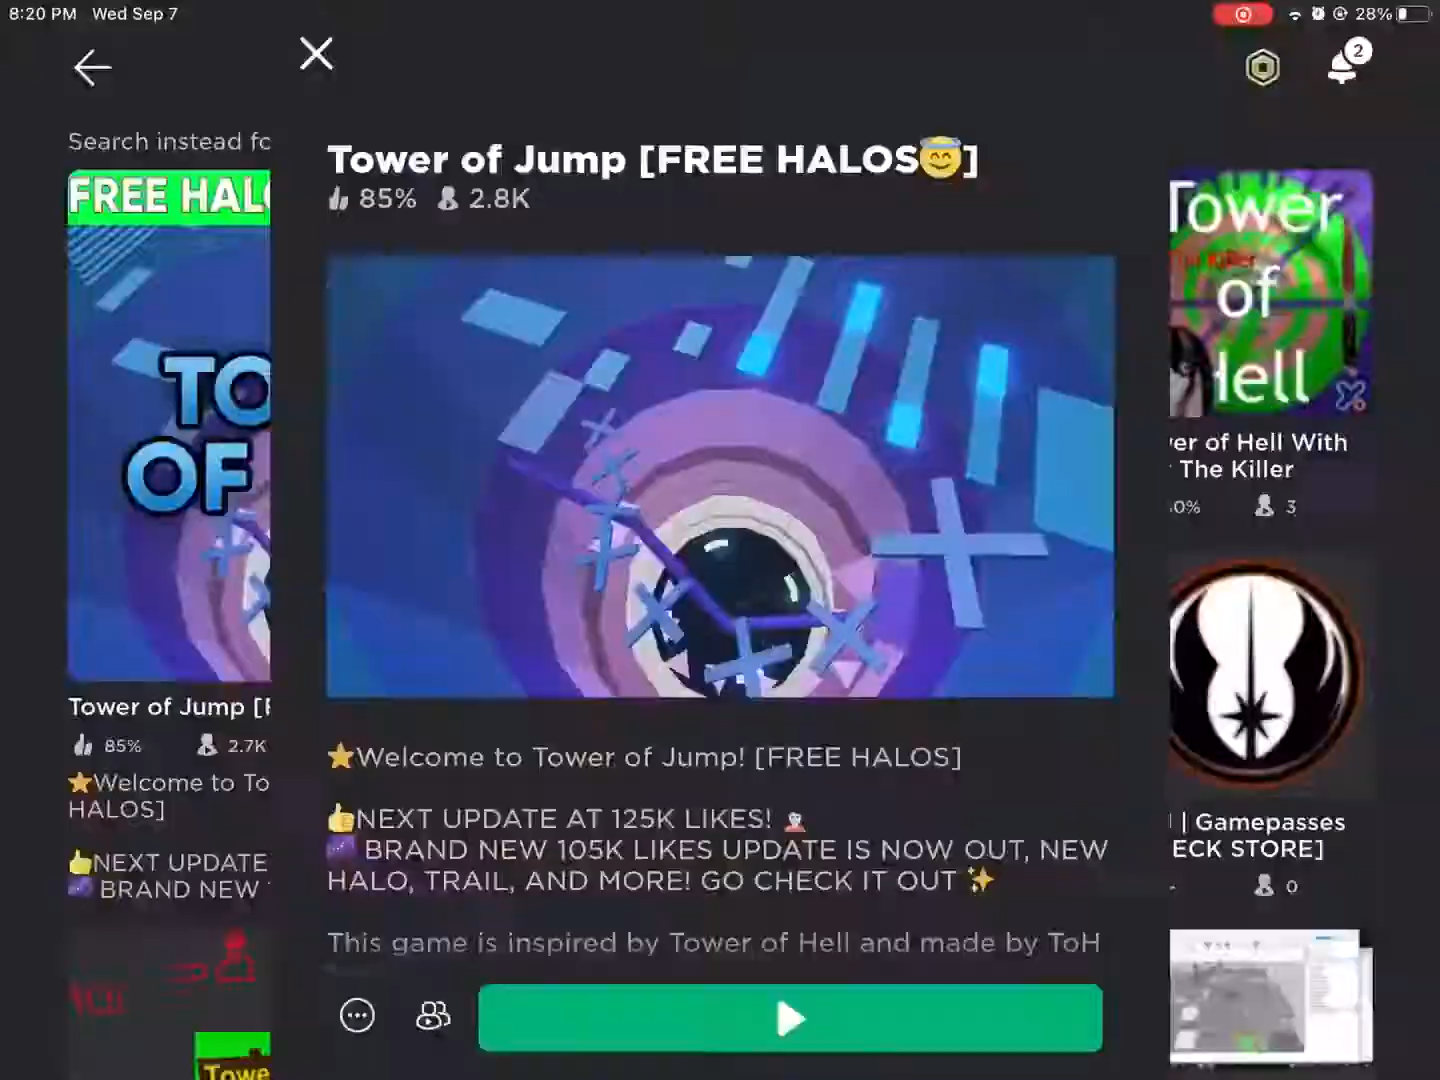 8:20 PM Wed Sep 7
28%
2
Search instead fo
Tower of Jump [FREE HALOS😇]
85% 2.8K
FREE HAL
TO
OF
Tower of Jump [F
85% 2.7K
⭐Welcome to To
HALOS]
👍NEXT UPDATE
BRAND NEW
Towe
⭐Welcome to Tower of Jump! [FREE HALOS]
👍NEXT UPDATE AT 125K LIKES! 🧛🏻
🌌 BRAND NEW 105K LIKES UPDATE IS NOW OUT, NEW
HALO, TRAIL, AND MORE! GO CHECK IT OUT ✨
This game is inspired by Tower of Hell and made by ToH
Tower
of
Hell
er of Hell With
The Killer
0% 3
| Gamepasses
ECK STORE]
0